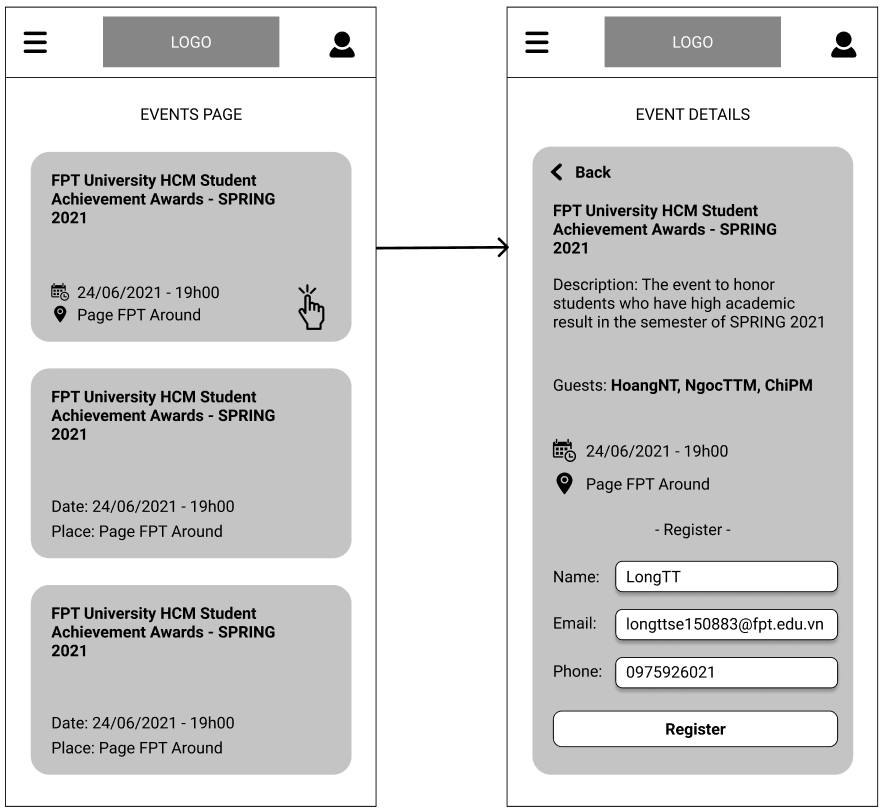 LOGO
EVENTS PAGE
FPT University HCM Student
Achievement Awards - SPRING
2021
24/06/2021 - 19h00
Page FPT Around
FPT University HCM Student
Achievement Awards - SPRING
2021
Date: 24/06/2021 - 19h00
Place: Page FPT Around
FPT University HCM Student
Achievement Awards - SPRING
2021
Date: 24/06/2021 - 19h00
Place: Page FPT Around
LOGO
EVENT DETAILS
Back
FPT University HCM Student
Achievement Awards - SPRING
2021
Description: The event to honor
students who have high academic
result in the semester of SPRING 2021
Guests: HoangNT, NgocTTM, ChiPM
24/06/2021 - 19h00
Page FPT Around
- Register -
Name: LongTT
Email: longttse150883@fpt.edu.vn
Phone: 0975926021
Register